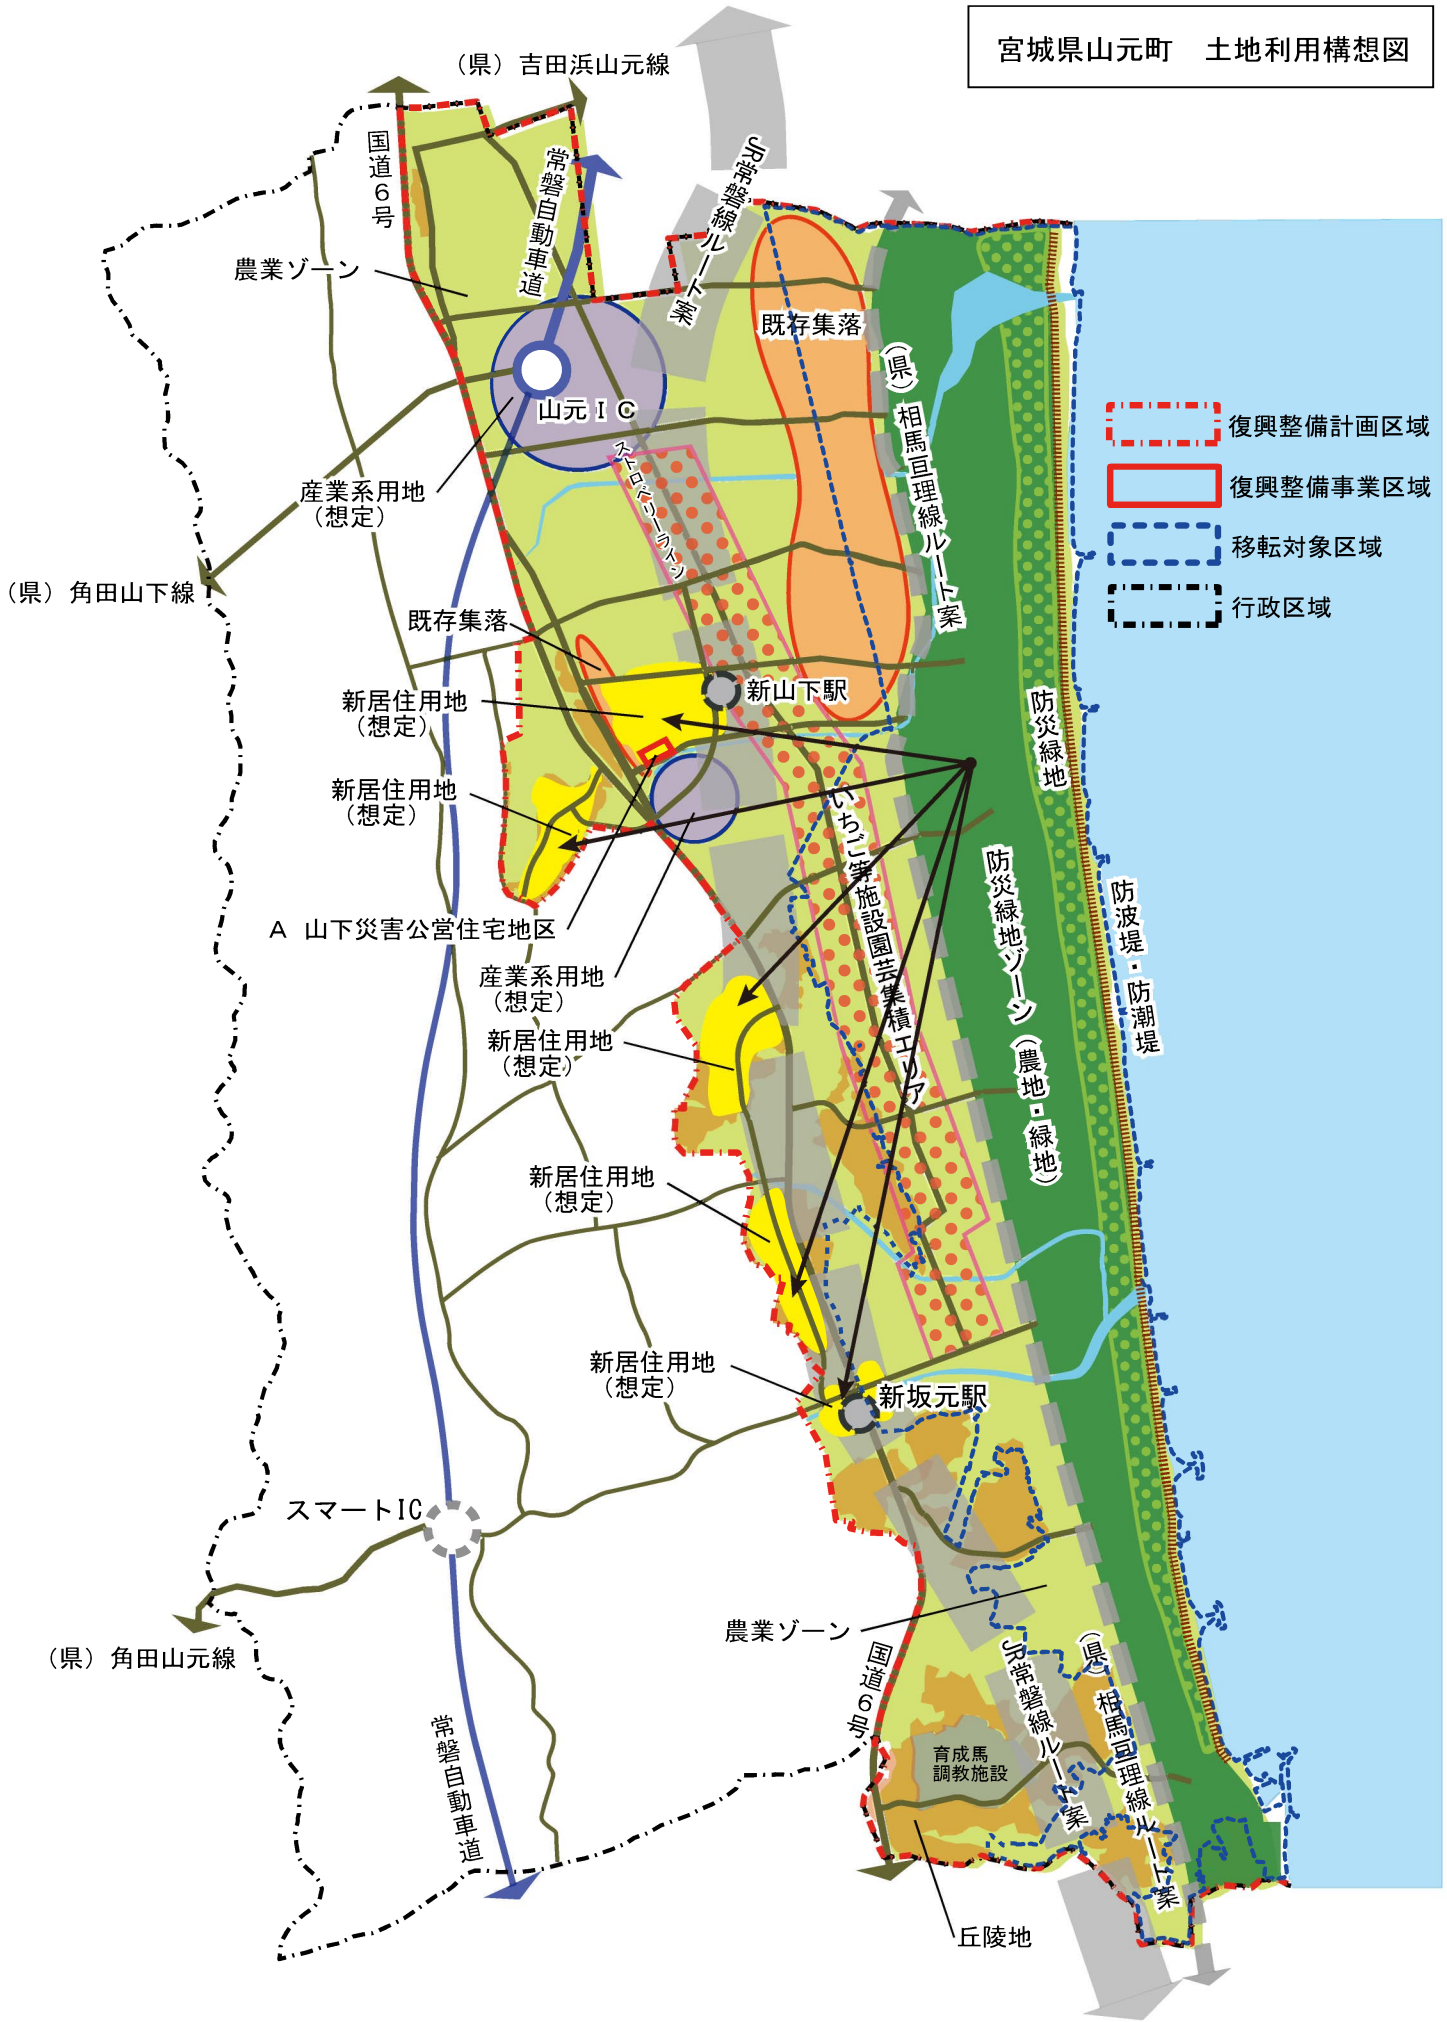 宮城県山元町　土地利用構想図
（県）吉田浜山元線
国道６号
常磐自動車道
JR常磐線ルート案
農業ゾーン
既存集落
（県）相馬亘理線ルート案
山元ＩＣ
ストロベリーライン
産業系用地
（想定）
（県）角田山下線
復興整備計画区域
復興整備事業区域
移転対象区域
行政区域
既存集落
新居住用地
（想定）
新山下駅
防災緑地
新居住用地
（想定）
いちご等施設園芸集積エリア
防災緑地ゾーン（農地・緑地）
防波堤・防潮堤
Ａ 山下災害公営住宅地区
産業系用地
（想定）
新居住用地
（想定）
新居住用地
（想定）
新居住用地
（想定）
新坂元駅
スマートIC
（県）角田山元線
農業ゾーン
国道６号
JR常磐線ルート案
（県）相馬亘理線ルート案
常磐自動車道
育成馬
調教施設
丘陵地